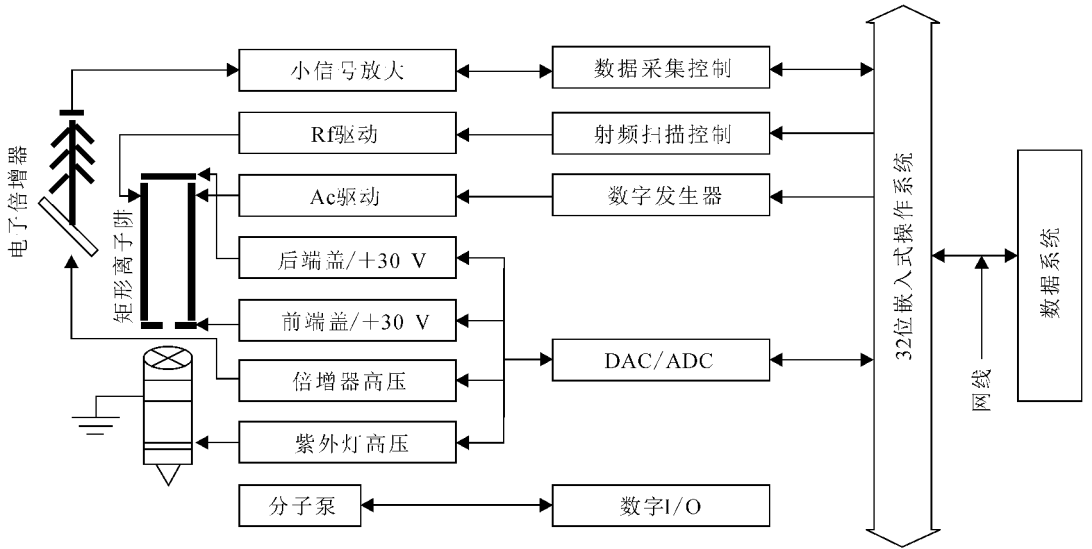 小信号放大
数据采集控制
Rf驱动
射频扫描控制
Ac驱动
数字发生器
后端盖/+30 V
前端盖/+30 V
DAC/ADC
倍增器高压
紫外灯高压
分子泵
数字I/O
电子倍增器
矩形离子阱
32位嵌入式操作系统
网线
数据系统